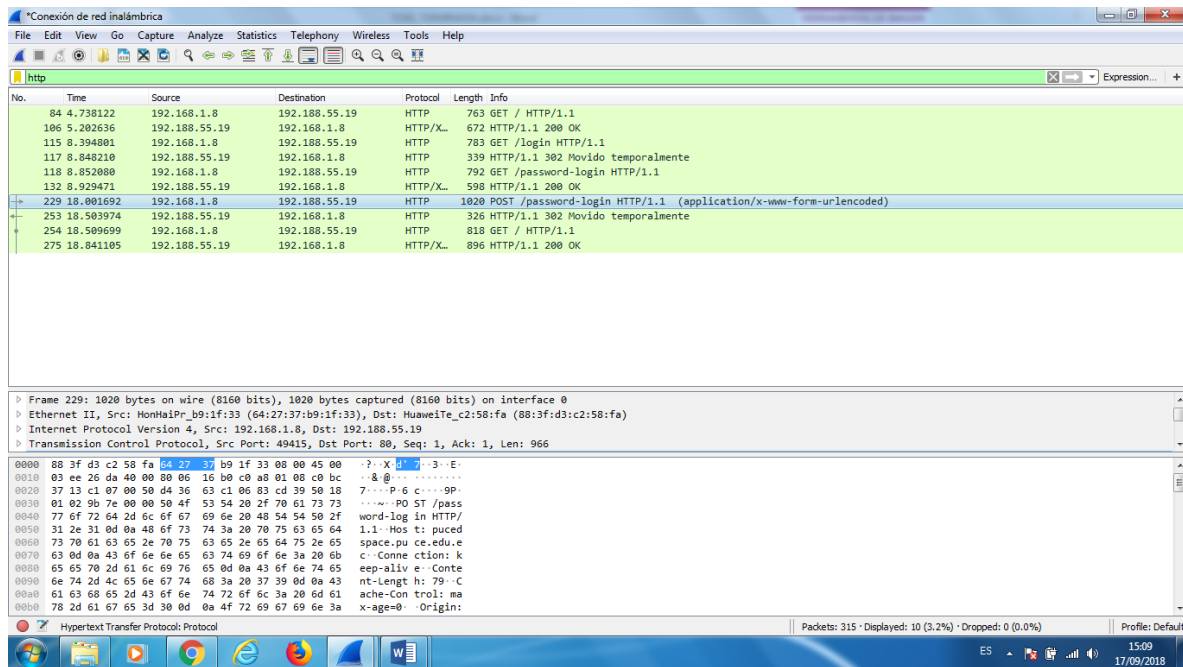 *Conexión de red inalámbrica
File Edit View Go Capture Analyze Statistics Telephony Wireless Tools Help
http Expression... +
No. Time Source Destination Protocol Length Info
84 4.738122 192.168.1.8 192.188.55.19 HTTP 763 GET / HTTP/1.1
106 5.202636 192.188.55.19 192.168.1.8 HTTP/X… 672 HTTP/1.1 200 OK
115 8.394801 192.168.1.8 192.188.55.19 HTTP 783 GET /login HTTP/1.1
117 8.848210 192.188.55.19 192.168.1.8 HTTP 339 HTTP/1.1 302 Movido temporalmente
118 8.852080 192.168.1.8 192.188.55.19 HTTP 792 GET /password-login HTTP/1.1
132 8.929471 192.188.55.19 192.168.1.8 HTTP/X… 598 HTTP/1.1 200 OK
229 18.001692 192.168.1.8 192.188.55.19 HTTP 1020 POST /password-login HTTP/1.1 (application/x-www-form-urlencoded)
253 18.503974 192.188.55.19 192.168.1.8 HTTP 326 HTTP/1.1 302 Movido temporalmente
254 18.509699 192.168.1.8 192.188.55.19 HTTP 818 GET / HTTP/1.1
275 18.841105 192.188.55.19 192.168.1.8 HTTP/X… 896 HTTP/1.1 200 OK
Frame 229: 1020 bytes on wire (8160 bits), 1020 bytes captured (8160 bits) on interface 0
Ethernet II, Src: HonHaiPr_b9:1f:33 (64:27:37:b9:1f:33), Dst: HuaweiTe_c2:58:fa (88:3f:d3:c2:58:fa)
Internet Protocol Version 4, Src: 192.168.1.8, Dst: 192.188.55.19
Transmission Control Protocol, Src Port: 49415, Dst Port: 80, Seq: 1, Ack: 1, Len: 966
0000 88 3f d3 c2 58 fa 64 27 37 b9 1f 33 08 00 45 00 ·?··X·d' 7··3··E·
0010 03 ee 26 da 40 00 80 06 16 b0 c0 a8 01 08 c0 bc ··&·@··· ········
0020 37 13 c1 07 00 50 d4 36 63 c1 06 83 cd 39 50 18 7····P·6 c····9P·
0030 01 02 9b 7e 00 00 50 4f 53 54 20 2f 70 61 73 73 ···~··PO ST /pass
0040 77 6f 72 64 2d 6c 6f 67 69 6e 20 48 54 54 50 2f word-log in HTTP/
0050 31 2e 31 0d 0a 48 6f 73 74 3a 20 70 75 63 65 64 1.1··Hos t: puced
0060 73 70 61 63 65 2e 70 75 63 65 2e 65 64 75 2e 65 space.pu ce.edu.e
0070 63 0d 0a 43 6f 6e 6e 65 63 74 69 6f 6e 3a 20 6b c··Conne ction: k
0080 65 65 70 2d 61 6c 69 76 65 0d 0a 43 6f 6e 74 65 eep-aliv e··Conte
0090 6e 74 2d 4c 65 6e 67 74 68 3a 20 37 39 0d 0a 43 nt-Lengt h: 79··C
00a0 61 63 68 65 2d 43 6f 6e 74 72 6f 6c 3a 20 6d 61 ache-Con trol: ma
00b0 78 2d 61 67 65 3d 30 0d 0a 4f 72 69 67 69 6e 3a x-age=0· ·Origin:
Hypertext Transfer Protocol: Protocol Packets: 315 · Displayed: 10 (3.2%) · Dropped: 0 (0.0%) Profile: Default
ES 15:09
17/09/2018